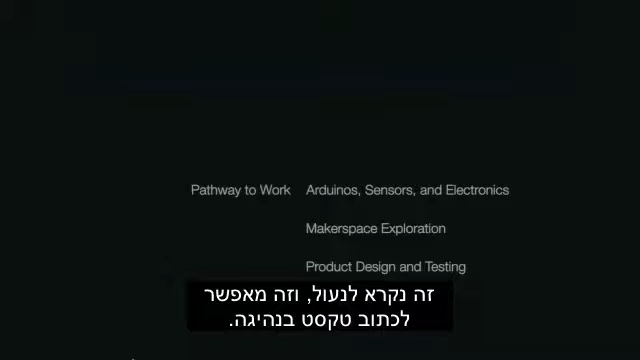 Pathway to Work Arduinos, Sensors, and Electronics
Makerspace Exploration
Product Design and Testing
זה נקרא לנעול, וזה מאפשר
לכתוב טקסט בנהיגה.